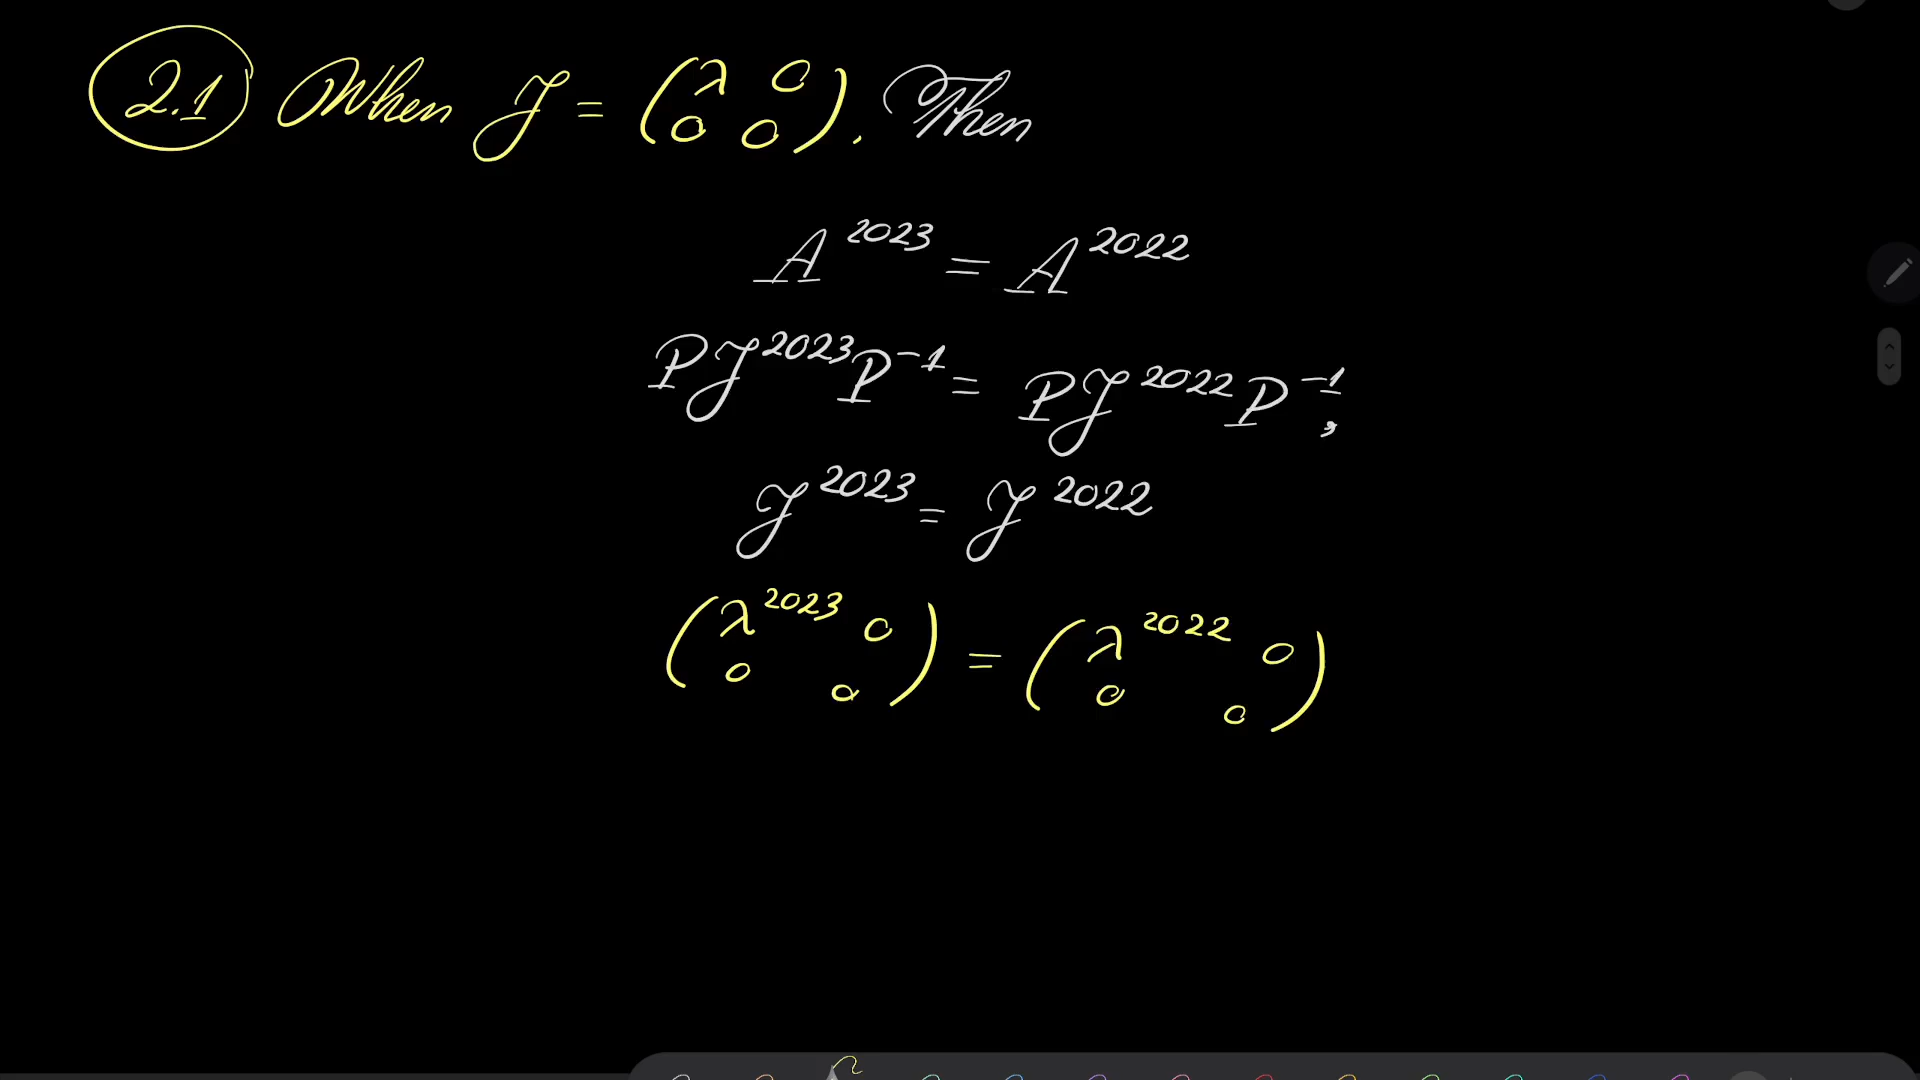 2.1 When J = (λ 0
0 0). Then
A^2023 = A^2022
PJ^2023P^-1 = PJ^2022P^-1,
J^2023 = J^2022
(λ^2023 0
0 0) = (λ^2022 0
0 0)